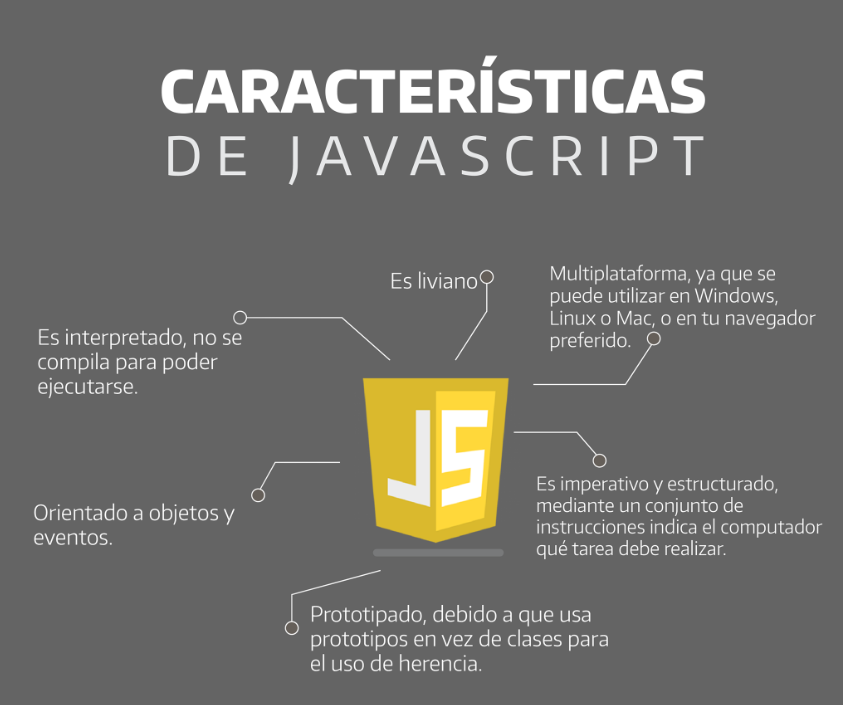 CARACTERÍSTICAS
DE JAVASCRIPT
Es liviano
Multiplataforma, ya que se
puede utilizar en Windows,
Linux o Mac, o en tu navegador
preferido.
Es interpretado, no se
compila para poder
ejecutarse.
JS
Es imperativo y estructurado,
mediante un conjunto de
instrucciones indica el computador
qué tarea debe realizar.
Orientado a objetos y
eventos.
Prototipado, debido a que usa
prototipos en vez de clases para
el uso de herencia.